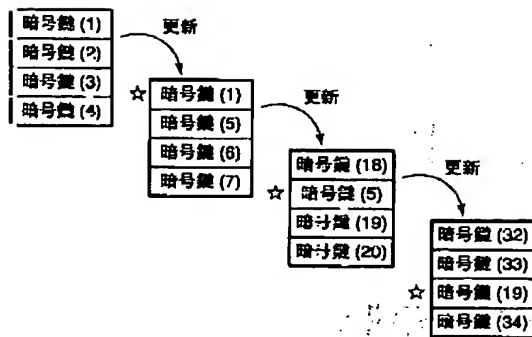 暗号鍵 (1)
暗号鍵 (2)
暗号鍵 (3)
暗号鍵 (4)
更新
☆ 暗号鍵 (1)
暗号鍵 (5)
暗号鍵 (6)
暗号鍵 (7)
更新
暗号鍵 (18)
☆ 暗号鍵 (5)
暗号鍵 (19)
暗号鍵 (20)
更新
暗号鍵 (32)
暗号鍵 (33)
☆ 暗号鍵 (19)
暗号鍵 (34)